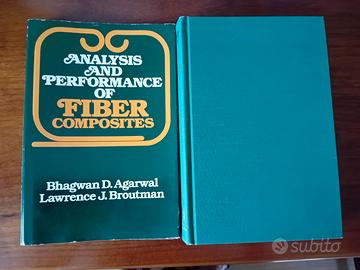 ANALYSIS
AND
PERFORMANCE
OF
FIBER
COMPOSITES
Bhagwan D. Agarwal
Lawrence J. Broutman
subito